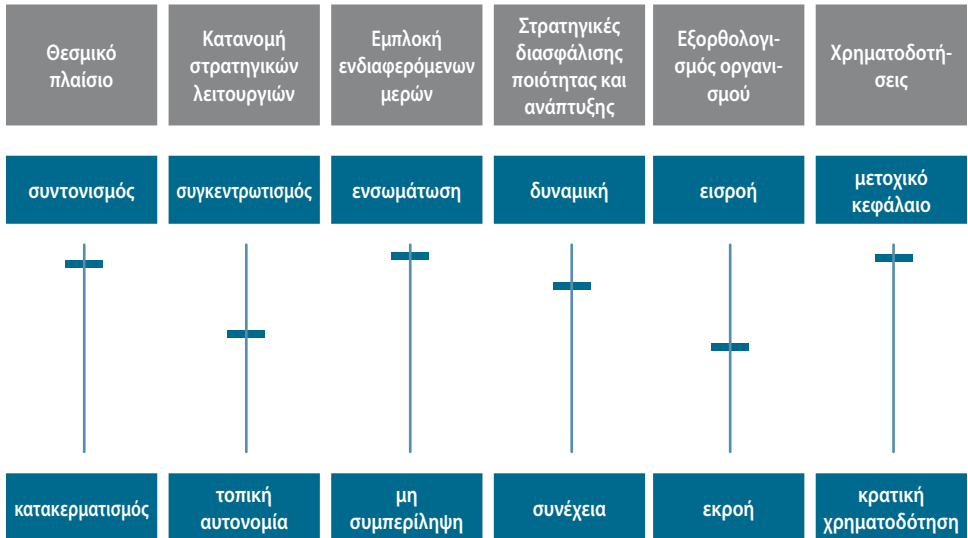 Θεσμικό
πλαίσιο
Κατανομή
στρατηγικών
λειτουργιών
Εμπλοκή
ενδιαφερόμενων
μερών
Στρατηγικές
διασφάλισης
ποιότητας και
ανάπτυξης
Εξορθολογι-
σμός οργανι-
σμού
Χρηματοδοτή-
σεις
συντονισμός
συγκεντρωτισμός
ενσωμάτωση
δυναμική
εισροή
μετοχικό
κεφάλαιο
κατακερματισμός
τοπική
αυτονομία
μη
συμπερίληψη
συνέχεια
εκροή
κρατική
χρηματοδότηση